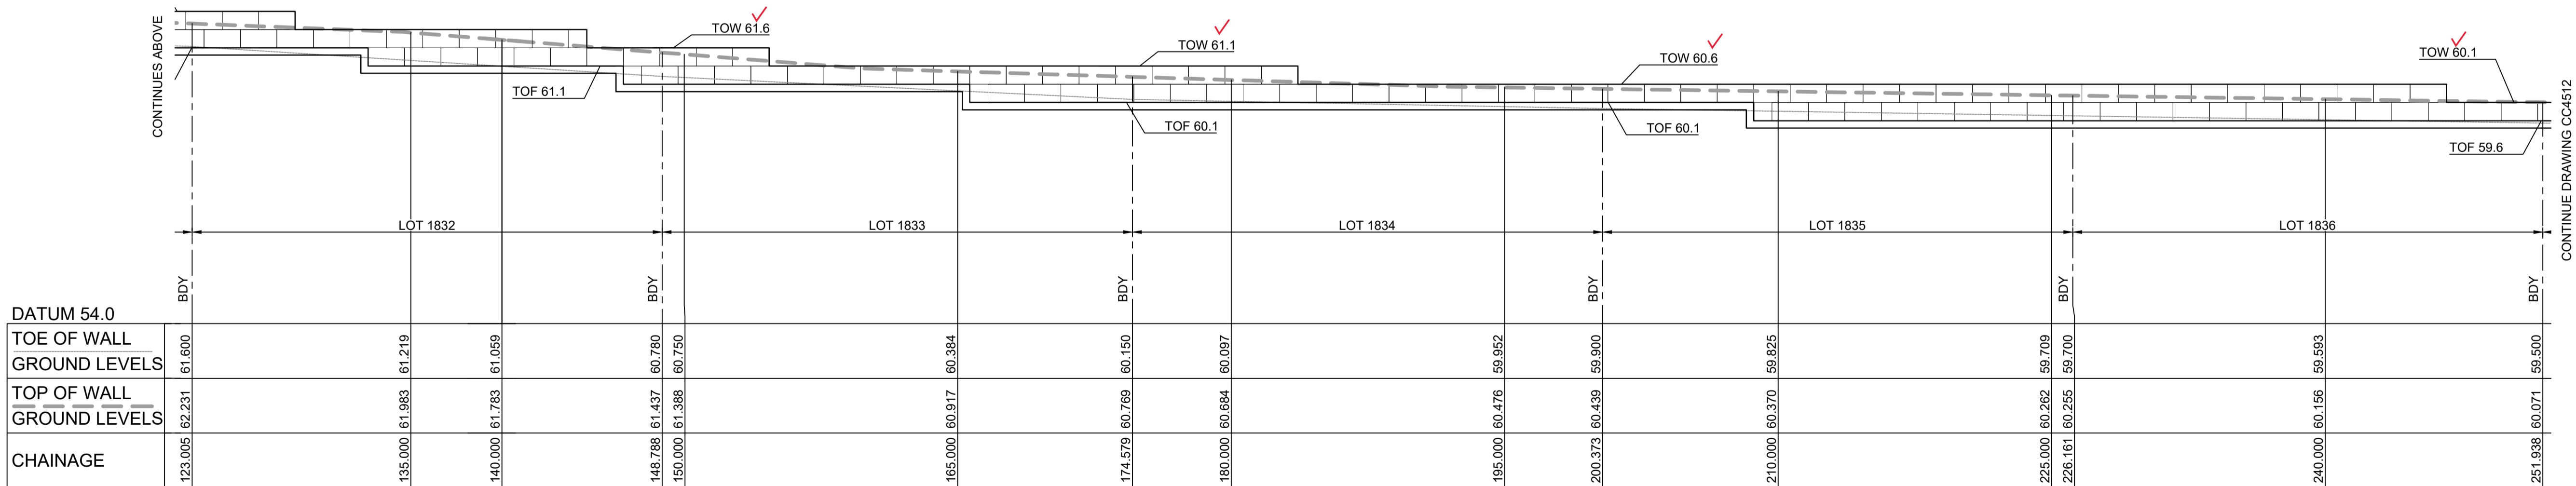 CONTINUES ABOVE
TOW 61.6
TOW 61.1
TOW 60.6
TOW 60.1
TOF 61.1
TOF 60.1
TOF 60.1
TOF 59.6
CONTINUE DRAWING CC4512
LOT 1832
LOT 1833
LOT 1834
LOT 1835
LOT 1836
BDY
BDY
BDY
BDY
BDY
BDY
DATUM 54.0
TOE OF WALL
GROUND LEVELS
61.600
61.219
61.059
60.780
60.750
60.384
60.150
60.097
59.952
59.900
59.825
59.709
59.700
59.593
59.500
TOP OF WALL
GROUND LEVELS
62.231
61.983
61.783
61.437
61.388
60.917
60.769
60.684
60.476
60.439
60.370
60.262
60.255
60.156
60.071
CHAINAGE
123.005
135.000
140.000
148.788
150.000
165.000
174.579
180.000
195.000
200.373
210.000
225.000
226.161
240.000
251.938